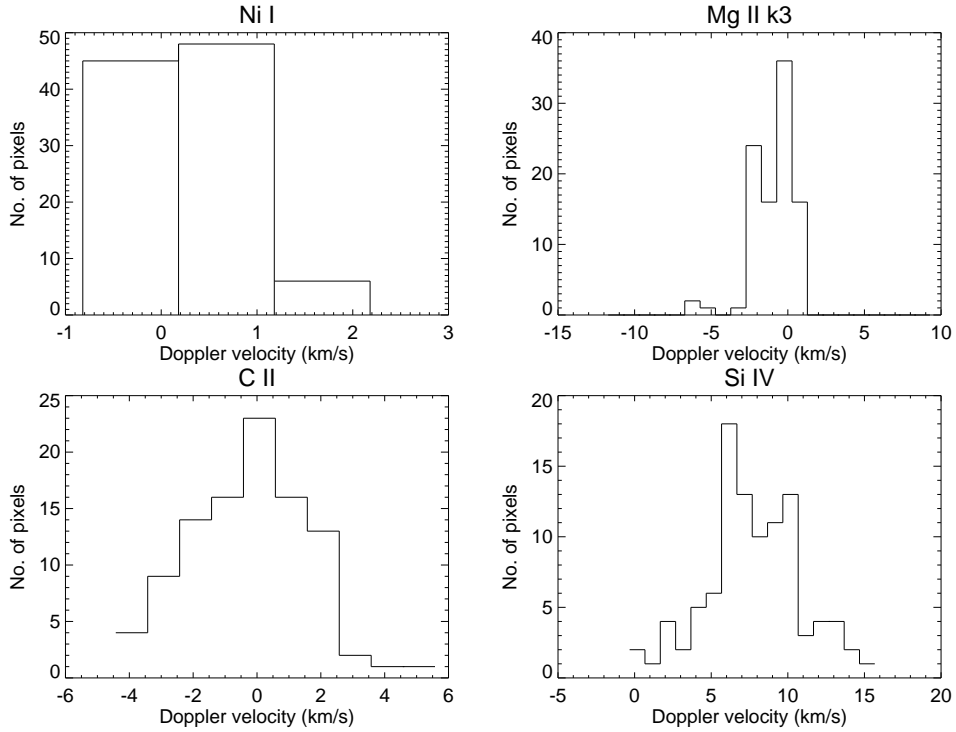 Ni I
50
40
30
20
10
0
No. of pixels
-1 0 1 2 3
Doppler velocity (km/s)
Mg II k3
40
30
20
10
0
No. of pixels
-15 -10 -5 0 5 10
Doppler velocity (km/s)
C II
25
20
15
10
5
0
No. of pixels
-6 -4 -2 0 2 4 6
Doppler velocity (km/s)
Si IV
20
15
10
5
0
No. of pixels
-5 0 5 10 15 20
Doppler velocity (km/s)